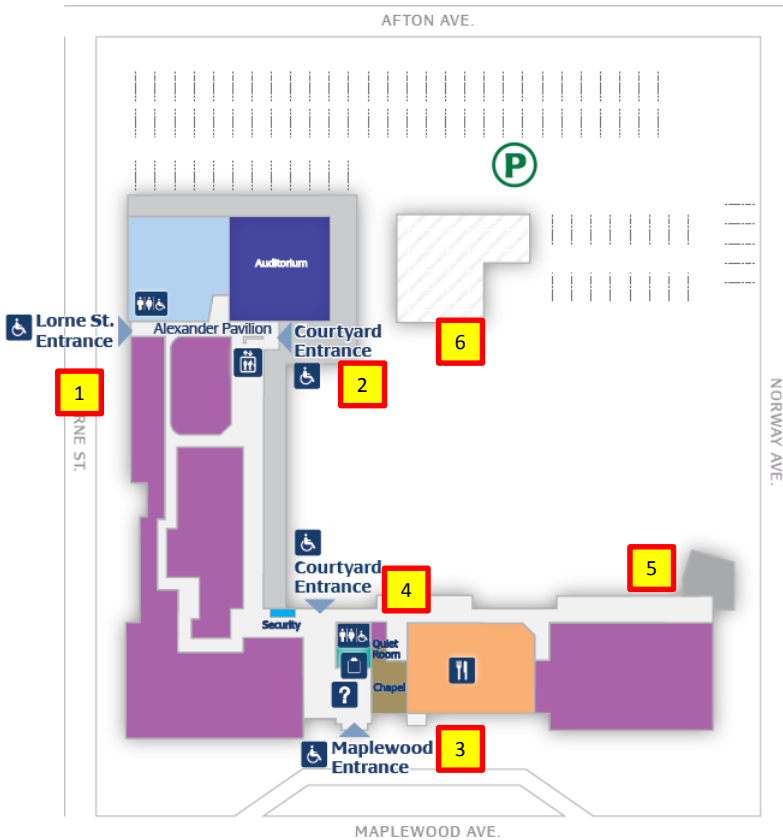 AFTON AVE.
P
Auditorium
Alexander Pavilion
Lorne St.
Entrance
Courtyard
Entrance
1
2
6
RNE ST.
NORWAY AVE.
Courtyard
Entrance
4
5
Security
Quiet
Room
?
Chapel
Maplewood
Entrance
3
MAPLEWOOD AVE.